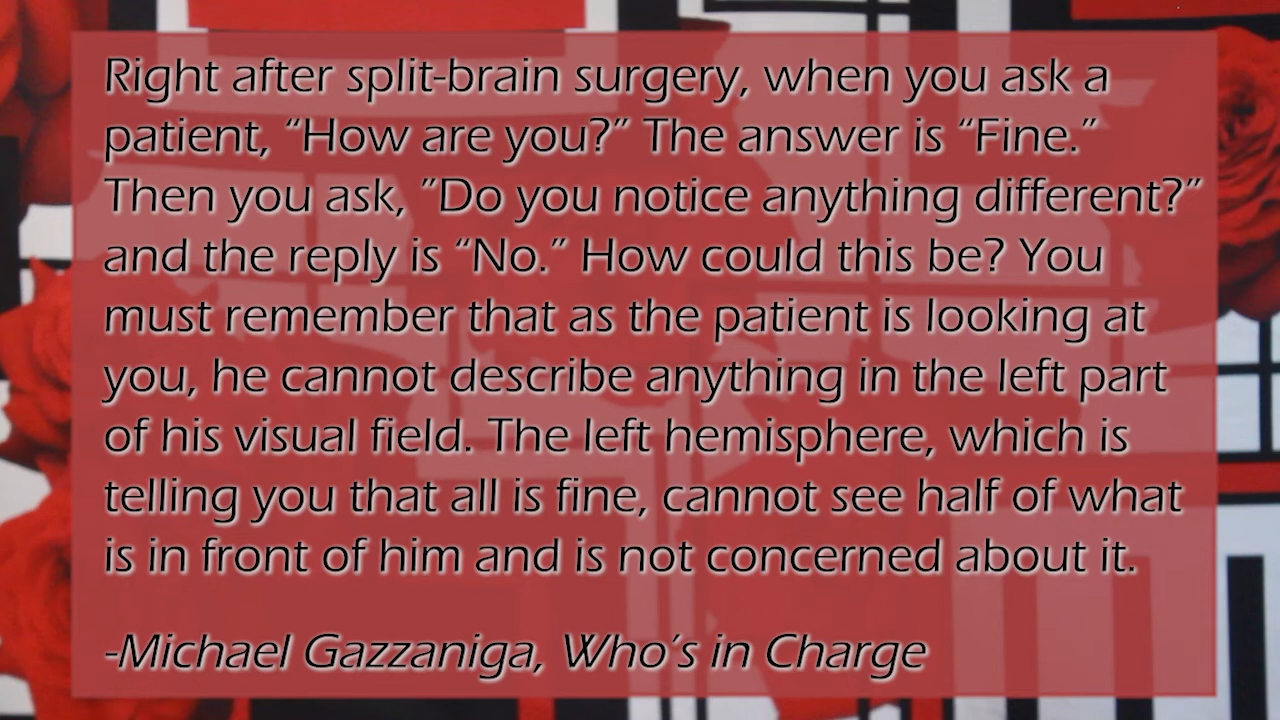 Right after split-brain surgery, when you ask a
patient, “How are you?” The answer is “Fine.”
Then you ask, ”Do you notice anything different?”
and the reply is “No.” How could this be? You
must remember that as the patient is looking at
you, he cannot describe anything in the left part
of his visual field. The left hemisphere, which is
telling you that all is fine, cannot see half of what
is in front of him and is not concerned about it.
-Michael Gazzaniga, Who’s in Charge